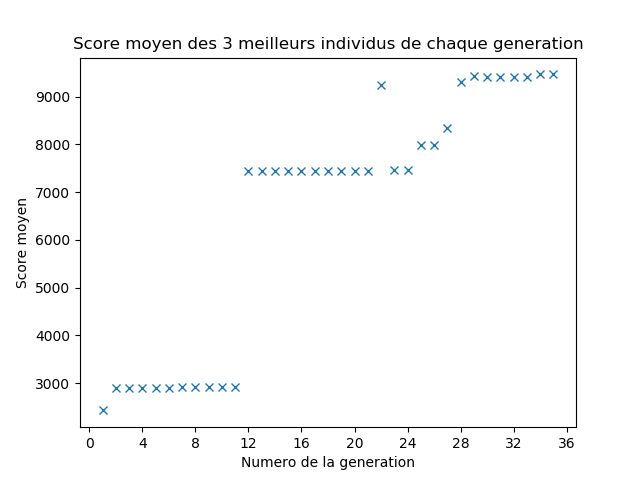 Score moyen des 3 meilleurs individus de chaque generation
9000
8000
7000
6000
5000
4000
3000
Score moyen
0 4 8 12 16 20 24 28 32 36
Numero de la generation